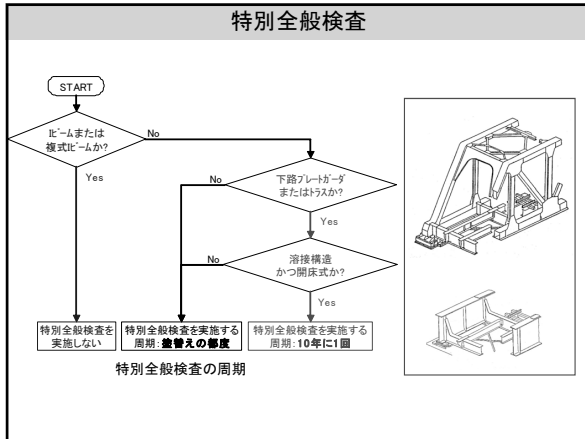 特別全般検査
START
Iビームまたは
複式Iビームか?
No
Yes
下路プレートガーダ
またはトラスか?
No
Yes
溶接構造
かつ開床式か?
No
Yes
特別全般検査を
実施しない
特別全般検査を実施する
周期:塗替えの都度
特別全般検査を実施する
周期:10年に1回
特別全般検査の周期